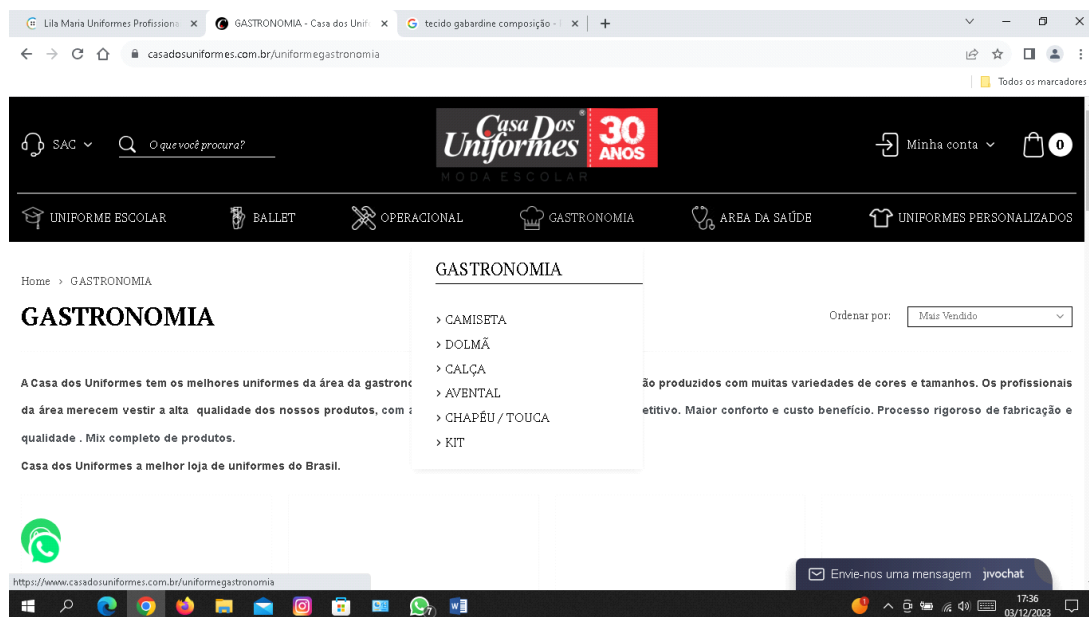 Lila Maria Uniformes Profissiona
GASTRONOMIA - Casa dos Unifo
tecido gabardine composição -
casadosuniformes.com.br/uniformegastronomia
Todos os marcadores
SAC
O que você procura?
Casa Dos Uniformes
30 ANOS
MODA ESCOLAR
Minha conta
0
UNIFORME ESCOLAR
BALLET
OPERACIONAL
GASTRONOMIA
AREA DA SAÚDE
UNIFORMES PERSONALIZADOS
Home > GASTRONOMIA
GASTRONOMIA
Ordenar por:
Mais Vendido
GASTRONOMIA
> CAMISETA
> DOLMÃ
> CALÇA
> AVENTAL
> CHAPÉU / TOUCA
> KIT
A Casa dos Uniformes tem os melhores uniformes da área da gastrono ão produzidos com muitas variedades de cores e tamanhos. Os profissionais
da área merecem vestir a alta qualidade dos nossos produtos, com a etitivo. Maior conforto e custo benefício. Processo rigoroso de fabricação e
qualidade . Mix completo de produtos.
Casa dos Uniformes a melhor loja de uniformes do Brasil.
Envie-nos uma mensagem jivochat
https://www.casadosuniformes.com.br/uniformegastronomia
17:36
03/12/2023